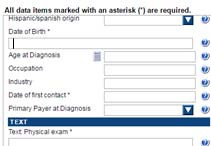 All data items marked with an asterisk (*) are required.
Hispanic/spanish origin
Date of Birth *
Age at Diagnosis
Occupation
Industry
Date of first contact *
Primary Payer at Diagnosis
TEXT
Text: Physical exam *